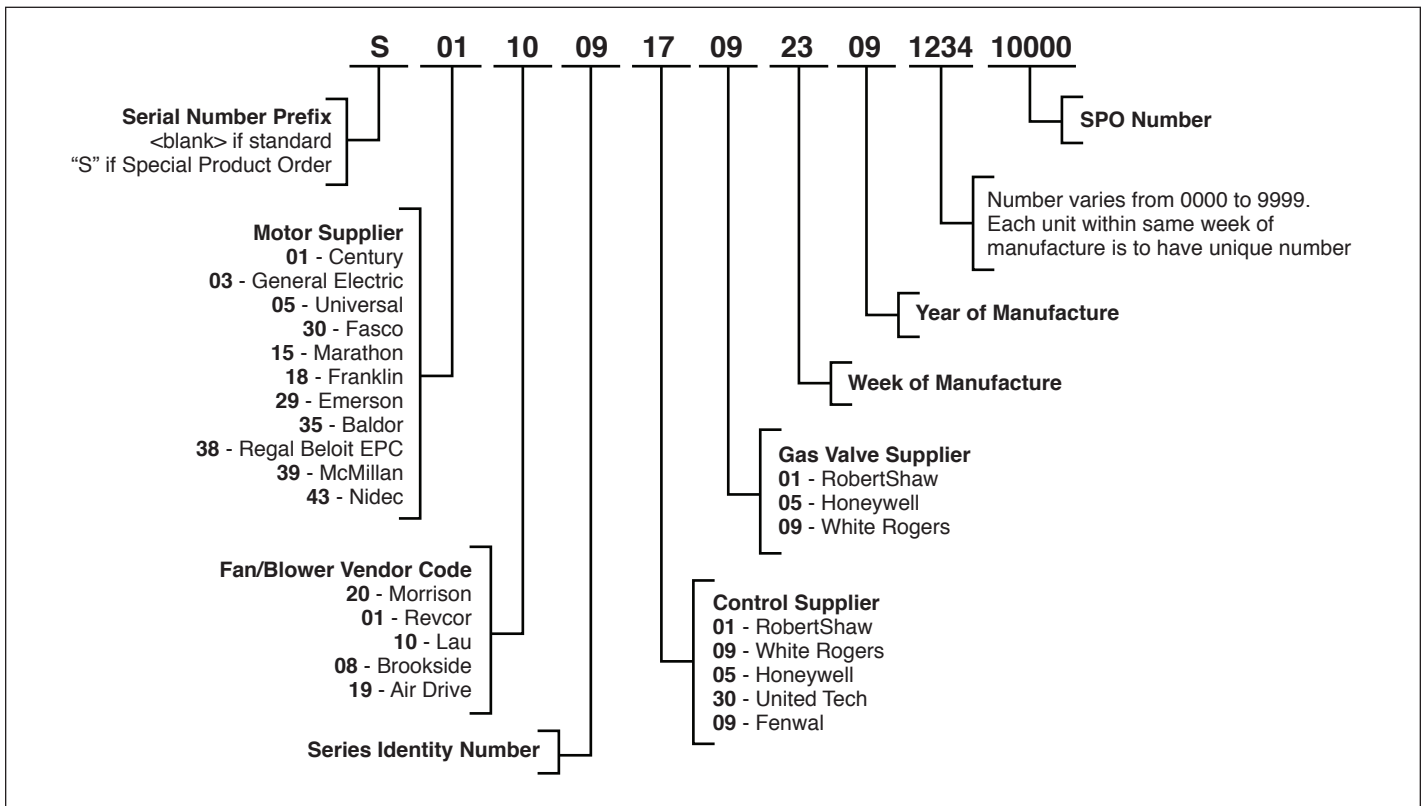 S 01 10 09 17 09 23 09 1234 10000
Serial Number Prefix
<blank> if standard
“S” if Special Product Order
Motor Supplier
01 - Century
03 - General Electric
05 - Universal
30 - Fasco
15 - Marathon
18 - Franklin
29 - Emerson
35 - Baldor
38 - Regal Beloit EPC
39 - McMillan
43 - Nidec
Fan/Blower Vendor Code
20 - Morrison
01 - Revcor
10 - Lau
08 - Brookside
19 - Air Drive
Series Identity Number
SPO Number
Number varies from 0000 to 9999.
Each unit within same week of
manufacture is to have unique number
Year of Manufacture
Week of Manufacture
Gas Valve Supplier
01 - RobertShaw
05 - Honeywell
09 - White Rogers
Control Supplier
01 - RobertShaw
09 - White Rogers
05 - Honeywell
30 - United Tech
09 - Fenwal